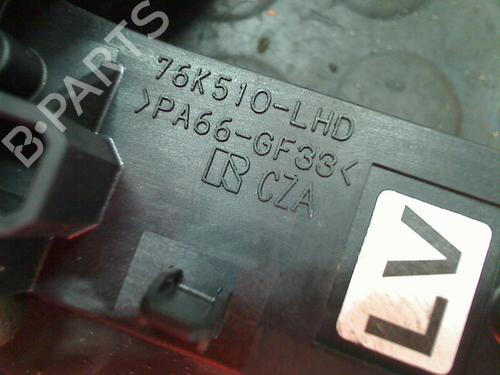 B-PARTS
76K510-LHD
>PA66-GF33<
R CZA
LV